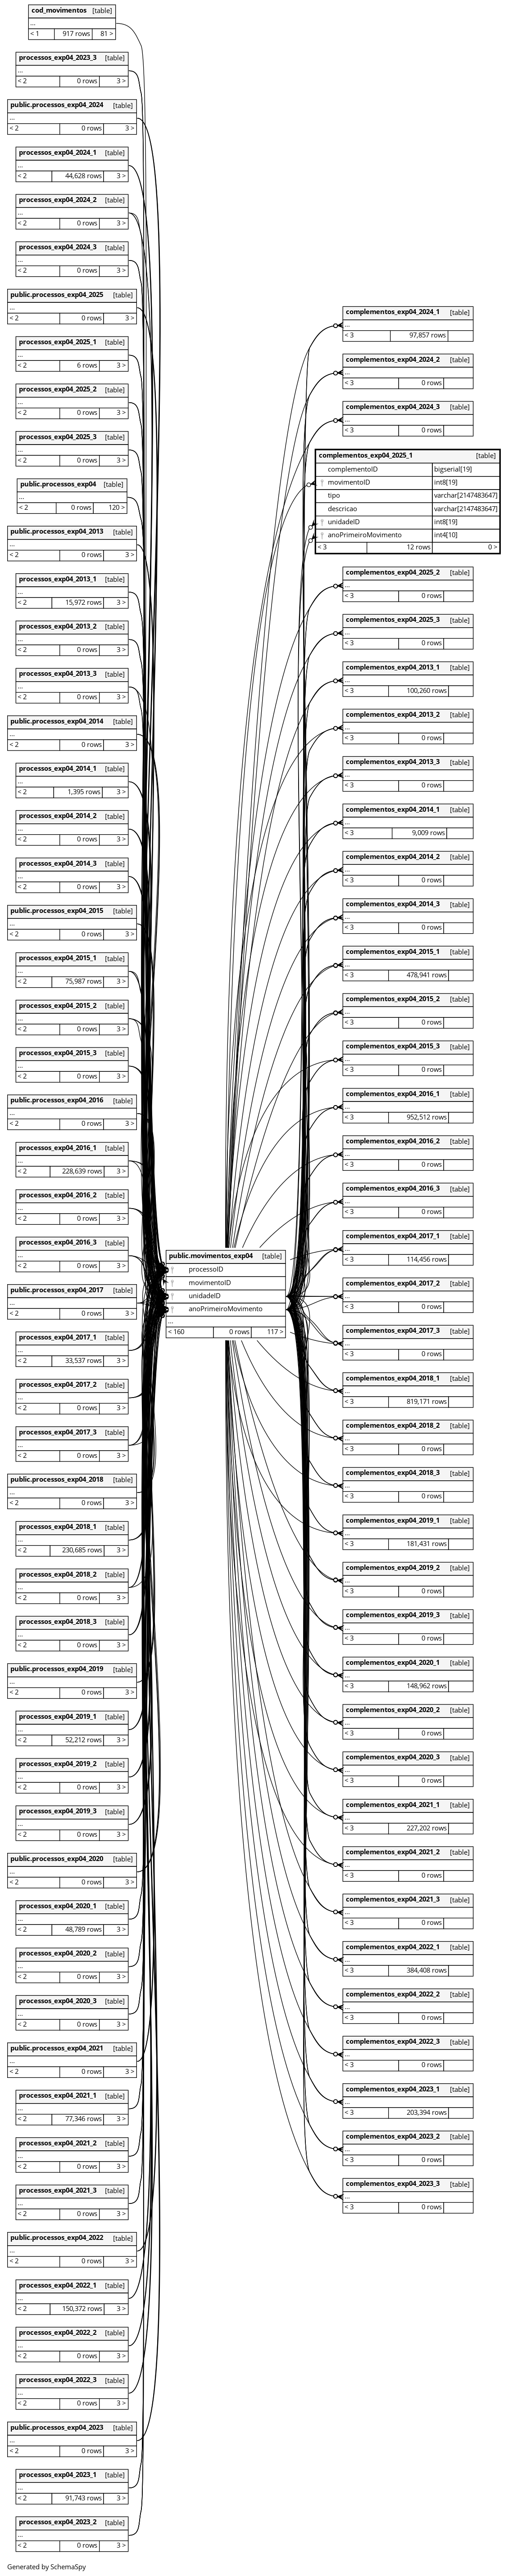 cod_movimentos [table]
...
< 1 917 rows 81 >
processos_exp04_2023_3 [table]
...
< 2 0 rows 3 >
public.processos_exp04_2024 [table]
...
< 2 0 rows 3 >
processos_exp04_2024_1 [table]
...
< 2 44,628 rows 3 >
processos_exp04_2024_2 [table]
...
< 2 0 rows 3 >
processos_exp04_2024_3 [table]
...
< 2 0 rows 3 >
public.processos_exp04_2025 [table]
...
< 2 0 rows 3 >
processos_exp04_2025_1 [table]
...
< 2 6 rows 3 >
processos_exp04_2025_2 [table]
...
< 2 0 rows 3 >
processos_exp04_2025_3 [table]
...
< 2 0 rows 3 >
public.processos_exp04 [table]
...
< 2 0 rows 120 >
public.processos_exp04_2013 [table]
...
< 2 0 rows 3 >
processos_exp04_2013_1 [table]
...
< 2 15,972 rows 3 >
processos_exp04_2013_2 [table]
...
< 2 0 rows 3 >
processos_exp04_2013_3 [table]
...
< 2 0 rows 3 >
public.processos_exp04_2014 [table]
...
< 2 0 rows 3 >
processos_exp04_2014_1 [table]
...
< 2 1,395 rows 3 >
processos_exp04_2014_2 [table]
...
< 2 0 rows 3 >
processos_exp04_2014_3 [table]
...
< 2 0 rows 3 >
public.processos_exp04_2015 [table]
...
< 2 0 rows 3 >
processos_exp04_2015_1 [table]
...
< 2 75,987 rows 3 >
processos_exp04_2015_2 [table]
...
< 2 0 rows 3 >
processos_exp04_2015_3 [table]
...
< 2 0 rows 3 >
public.processos_exp04_2016 [table]
...
< 2 0 rows 3 >
processos_exp04_2016_1 [table]
...
< 2 228,639 rows 3 >
processos_exp04_2016_2 [table]
...
< 2 0 rows 3 >
processos_exp04_2016_3 [table]
...
< 2 0 rows 3 >
public.processos_exp04_2017 [table]
...
< 2 0 rows 3 >
processos_exp04_2017_1 [table]
...
< 2 33,537 rows 3 >
processos_exp04_2017_2 [table]
...
< 2 0 rows 3 >
processos_exp04_2017_3 [table]
...
< 2 0 rows 3 >
public.processos_exp04_2018 [table]
...
< 2 0 rows 3 >
processos_exp04_2018_1 [table]
...
< 2 230,685 rows 3 >
processos_exp04_2018_2 [table]
...
< 2 0 rows 3 >
processos_exp04_2018_3 [table]
...
< 2 0 rows 3 >
public.processos_exp04_2019 [table]
...
< 2 0 rows 3 >
processos_exp04_2019_1 [table]
...
< 2 52,212 rows 3 >
processos_exp04_2019_2 [table]
...
< 2 0 rows 3 >
processos_exp04_2019_3 [table]
...
< 2 0 rows 3 >
public.processos_exp04_2020 [table]
...
< 2 0 rows 3 >
processos_exp04_2020_1 [table]
...
< 2 48,789 rows 3 >
processos_exp04_2020_2 [table]
...
< 2 0 rows 3 >
processos_exp04_2020_3 [table]
...
< 2 0 rows 3 >
public.processos_exp04_2021 [table]
...
< 2 0 rows 3 >
processos_exp04_2021_1 [table]
...
< 2 77,346 rows 3 >
processos_exp04_2021_2 [table]
...
< 2 0 rows 3 >
processos_exp04_2021_3 [table]
...
< 2 0 rows 3 >
public.processos_exp04_2022 [table]
...
< 2 0 rows 3 >
processos_exp04_2022_1 [table]
...
< 2 150,372 rows 3 >
processos_exp04_2022_2 [table]
...
< 2 0 rows 3 >
processos_exp04_2022_3 [table]
...
< 2 0 rows 3 >
public.processos_exp04_2023 [table]
...
< 2 0 rows 3 >
processos_exp04_2023_1 [table]
...
< 2 91,743 rows 3 >
processos_exp04_2023_2 [table]
...
< 2 0 rows 3 >
public.movimentos_exp04 [table]
processoID
movimentoID
unidadeID
anoPrimeiroMovimento
...
< 160 0 rows 117 >
complementos_exp04_2024_1 [table]
...
< 3 97,857 rows
complementos_exp04_2024_2 [table]
...
< 3 0 rows
complementos_exp04_2024_3 [table]
...
< 3 0 rows
complementos_exp04_2025_1 [table]
complementoID bigserial[19]
movimentoID int8[19]
tipo varchar[2147483647]
descricao varchar[2147483647]
unidadeID int8[19]
anoPrimeiroMovimento int4[10]
< 3 12 rows 0 >
complementos_exp04_2025_2 [table]
...
< 3 0 rows
complementos_exp04_2025_3 [table]
...
< 3 0 rows
complementos_exp04_2013_1 [table]
...
< 3 100,260 rows
complementos_exp04_2013_2 [table]
...
< 3 0 rows
complementos_exp04_2013_3 [table]
...
< 3 0 rows
complementos_exp04_2014_1 [table]
...
< 3 9,009 rows
complementos_exp04_2014_2 [table]
...
< 3 0 rows
complementos_exp04_2014_3 [table]
...
< 3 0 rows
complementos_exp04_2015_1 [table]
...
< 3 478,941 rows
complementos_exp04_2015_2 [table]
...
< 3 0 rows
complementos_exp04_2015_3 [table]
...
< 3 0 rows
complementos_exp04_2016_1 [table]
...
< 3 952,512 rows
complementos_exp04_2016_2 [table]
...
< 3 0 rows
complementos_exp04_2016_3 [table]
...
< 3 0 rows
complementos_exp04_2017_1 [table]
...
< 3 114,456 rows
complementos_exp04_2017_2 [table]
...
< 3 0 rows
complementos_exp04_2017_3 [table]
...
< 3 0 rows
complementos_exp04_2018_1 [table]
...
< 3 819,171 rows
complementos_exp04_2018_2 [table]
...
< 3 0 rows
complementos_exp04_2018_3 [table]
...
< 3 0 rows
complementos_exp04_2019_1 [table]
...
< 3 181,431 rows
complementos_exp04_2019_2 [table]
...
< 3 0 rows
complementos_exp04_2019_3 [table]
...
< 3 0 rows
complementos_exp04_2020_1 [table]
...
< 3 148,962 rows
complementos_exp04_2020_2 [table]
...
< 3 0 rows
complementos_exp04_2020_3 [table]
...
< 3 0 rows
complementos_exp04_2021_1 [table]
...
< 3 227,202 rows
complementos_exp04_2021_2 [table]
...
< 3 0 rows
complementos_exp04_2021_3 [table]
...
< 3 0 rows
complementos_exp04_2022_1 [table]
...
< 3 384,408 rows
complementos_exp04_2022_2 [table]
...
< 3 0 rows
complementos_exp04_2022_3 [table]
...
< 3 0 rows
complementos_exp04_2023_1 [table]
...
< 3 203,394 rows
complementos_exp04_2023_2 [table]
...
< 3 0 rows
complementos_exp04_2023_3 [table]
...
< 3 0 rows
Generated by SchemaSpy